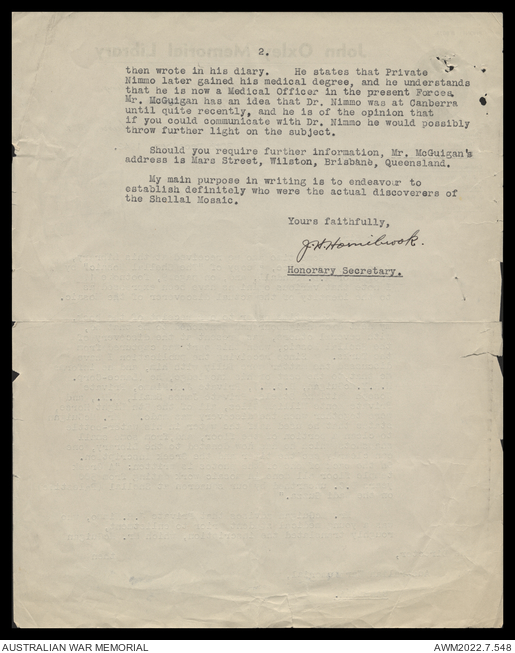 John Oxley Memorial Library
2.
then wrote in his diary. He states that Private
Nimmo later gained his medical degree, and he understands
that he is now a Medical Officer in the present Forces.
Mr. McGuigan has an idea that Dr. Nimmo was at Canberra
until quite recently, and he is of the opinion that
if you could communicate with Dr. Nimmo he would possibly
throw further light on the subject.
Should you require further information, Mr. McGuigan's
address is Mars Street, Wilston, Brisbane, Queensland.
My main purpose in writing is to endeavour to
establish definitely who were the actual discoverers of
the Shellal Mosaic.
Yours faithfully,
J.H. Hornibrook.
Honorary Secretary.
AUSTRALIAN WAR MEMORIAL
AWM2022.7.548